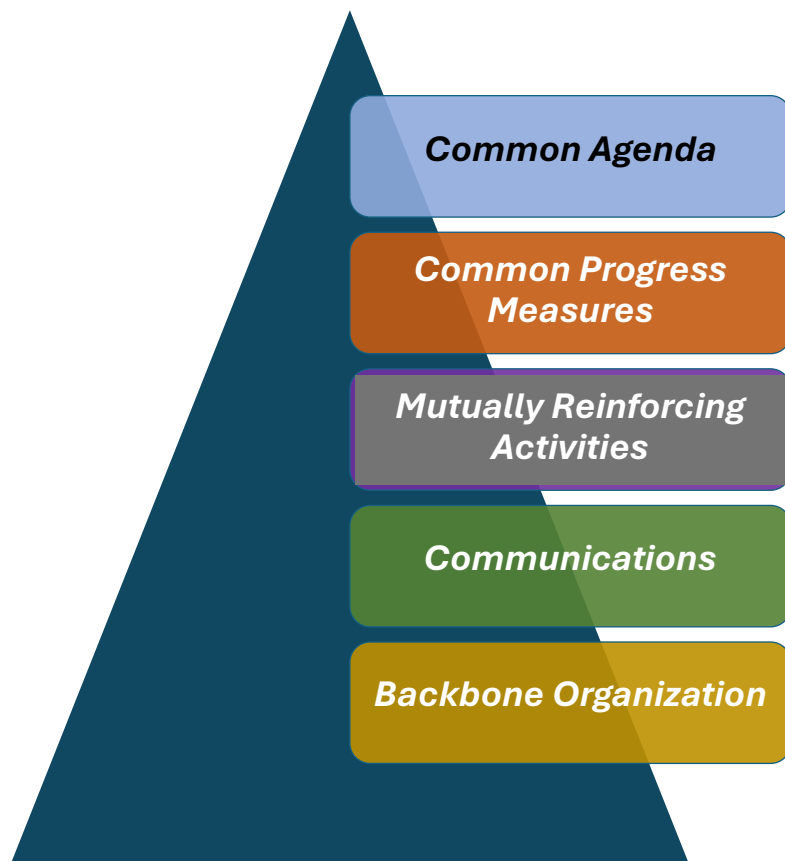 Common Agenda
Common Progress
Measures
Mutually Reinforcing
Activities
Communications
Backbone Organization